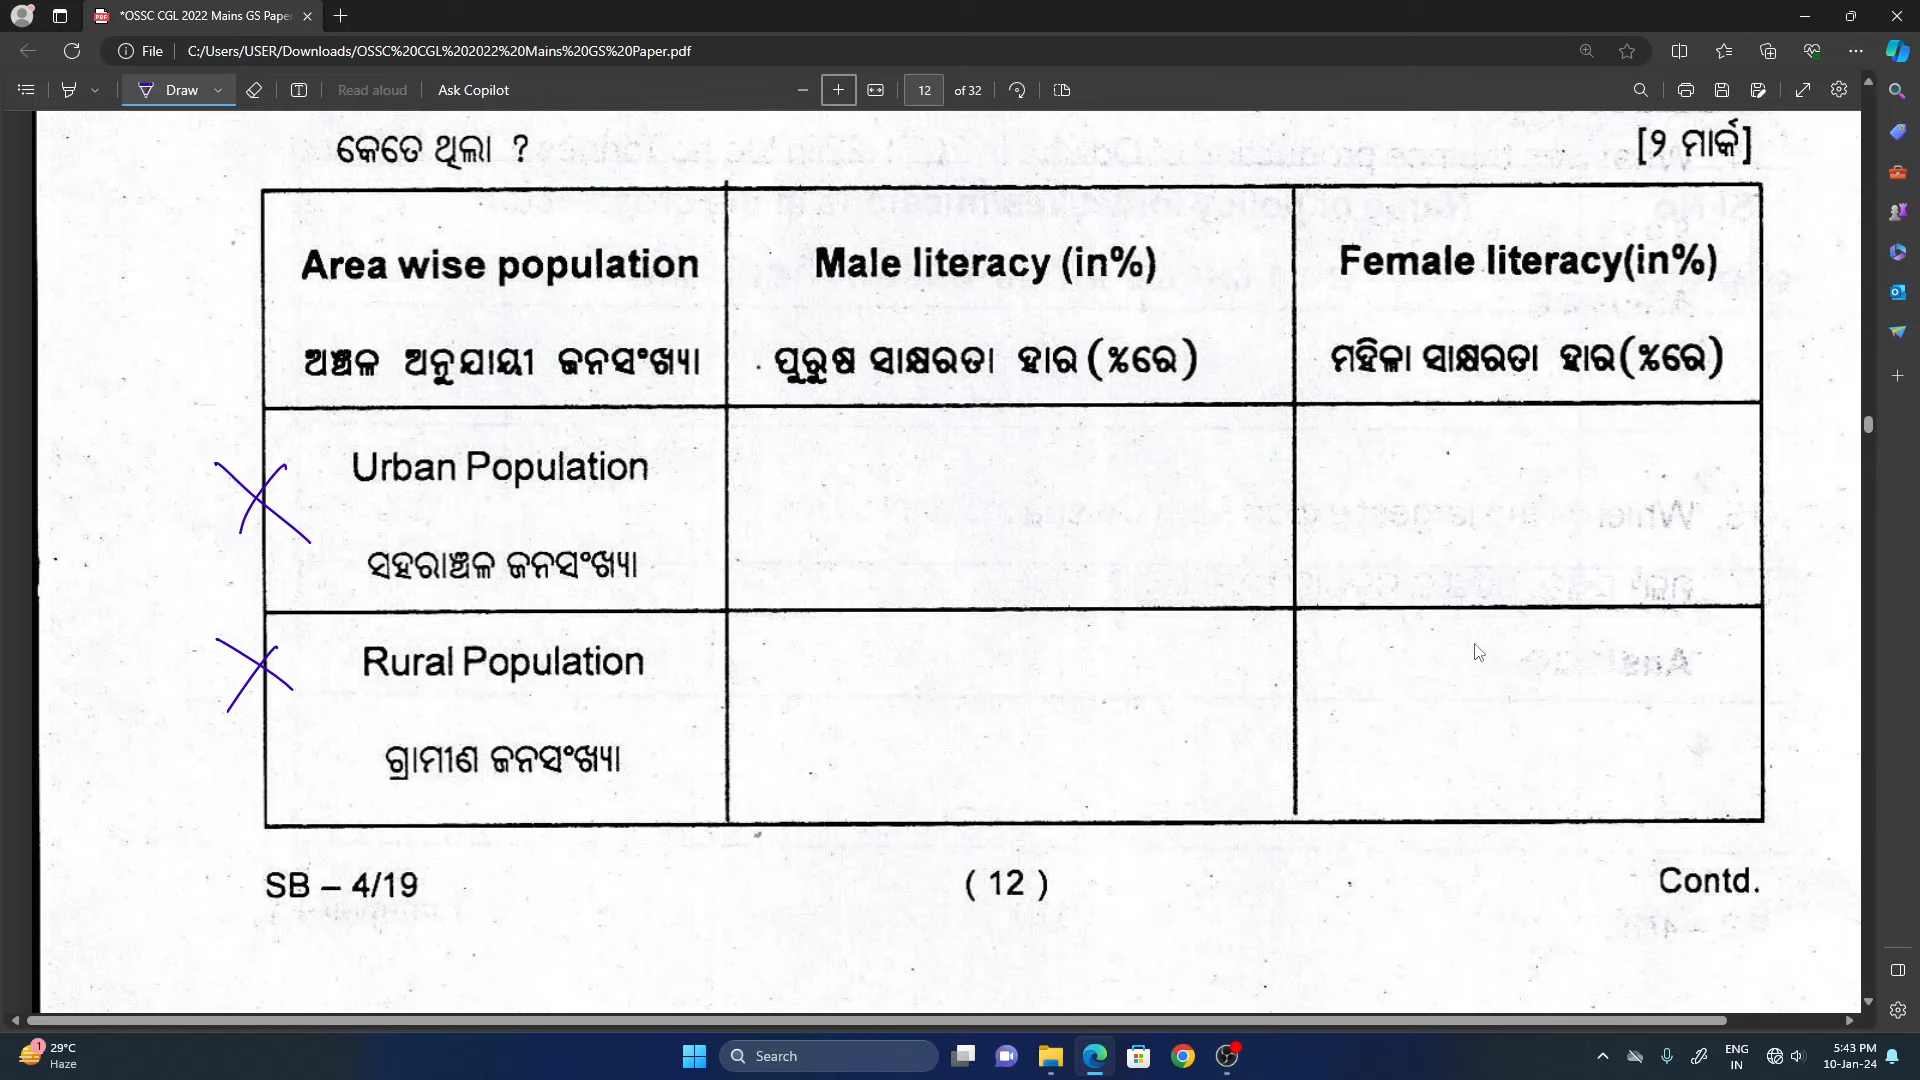 *OSSC CGL 2022 Mains GS Pape
File
C:/Users/USER/Downloads/OSSC%20CGL%202022%20Mains%20GS%20Paper.pdf
Draw
Read aloud
Ask Copilot
12
of 32
କେତେ ଥିଲା ?
[୨ ମାର୍କ]
Area wise population
Male literacy (in%)
Female literacy(in%)
ଅଞ୍ଚଳ ଅନୁଯାୟୀ ଜନସଂଖ୍ୟା
ପୁରୁଷ ସାକ୍ଷରତା ହାର (%ରେ)
ମହିଳା ସାକ୍ଷରତା ହାର(%ରେ)
Urban Population
ସହରାଞ୍ଚଳ ଜନସଂଖ୍ୟା
Rural Population
ଗ୍ରାମୀଣ ଜନସଂଖ୍ୟା
SB – 4/19
( 12 )
Contd.
1
29°C
Haze
Search
ENG
IN
5:43 PM
10-Jan-24